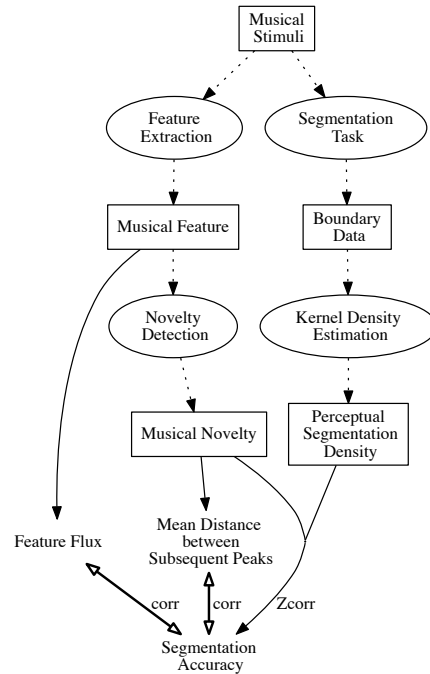 Musical
Stimuli
Feature
Extraction
Segmentation
Task
Musical Feature
Boundary
Data
Novelty
Detection
Kernel Density
Estimation
Musical Novelty
Perceptual
Segmentation
Density
Feature Flux
Mean Distance
between
Subsequent Peaks
corr
corr
Zcorr
Segmentation
Accuracy